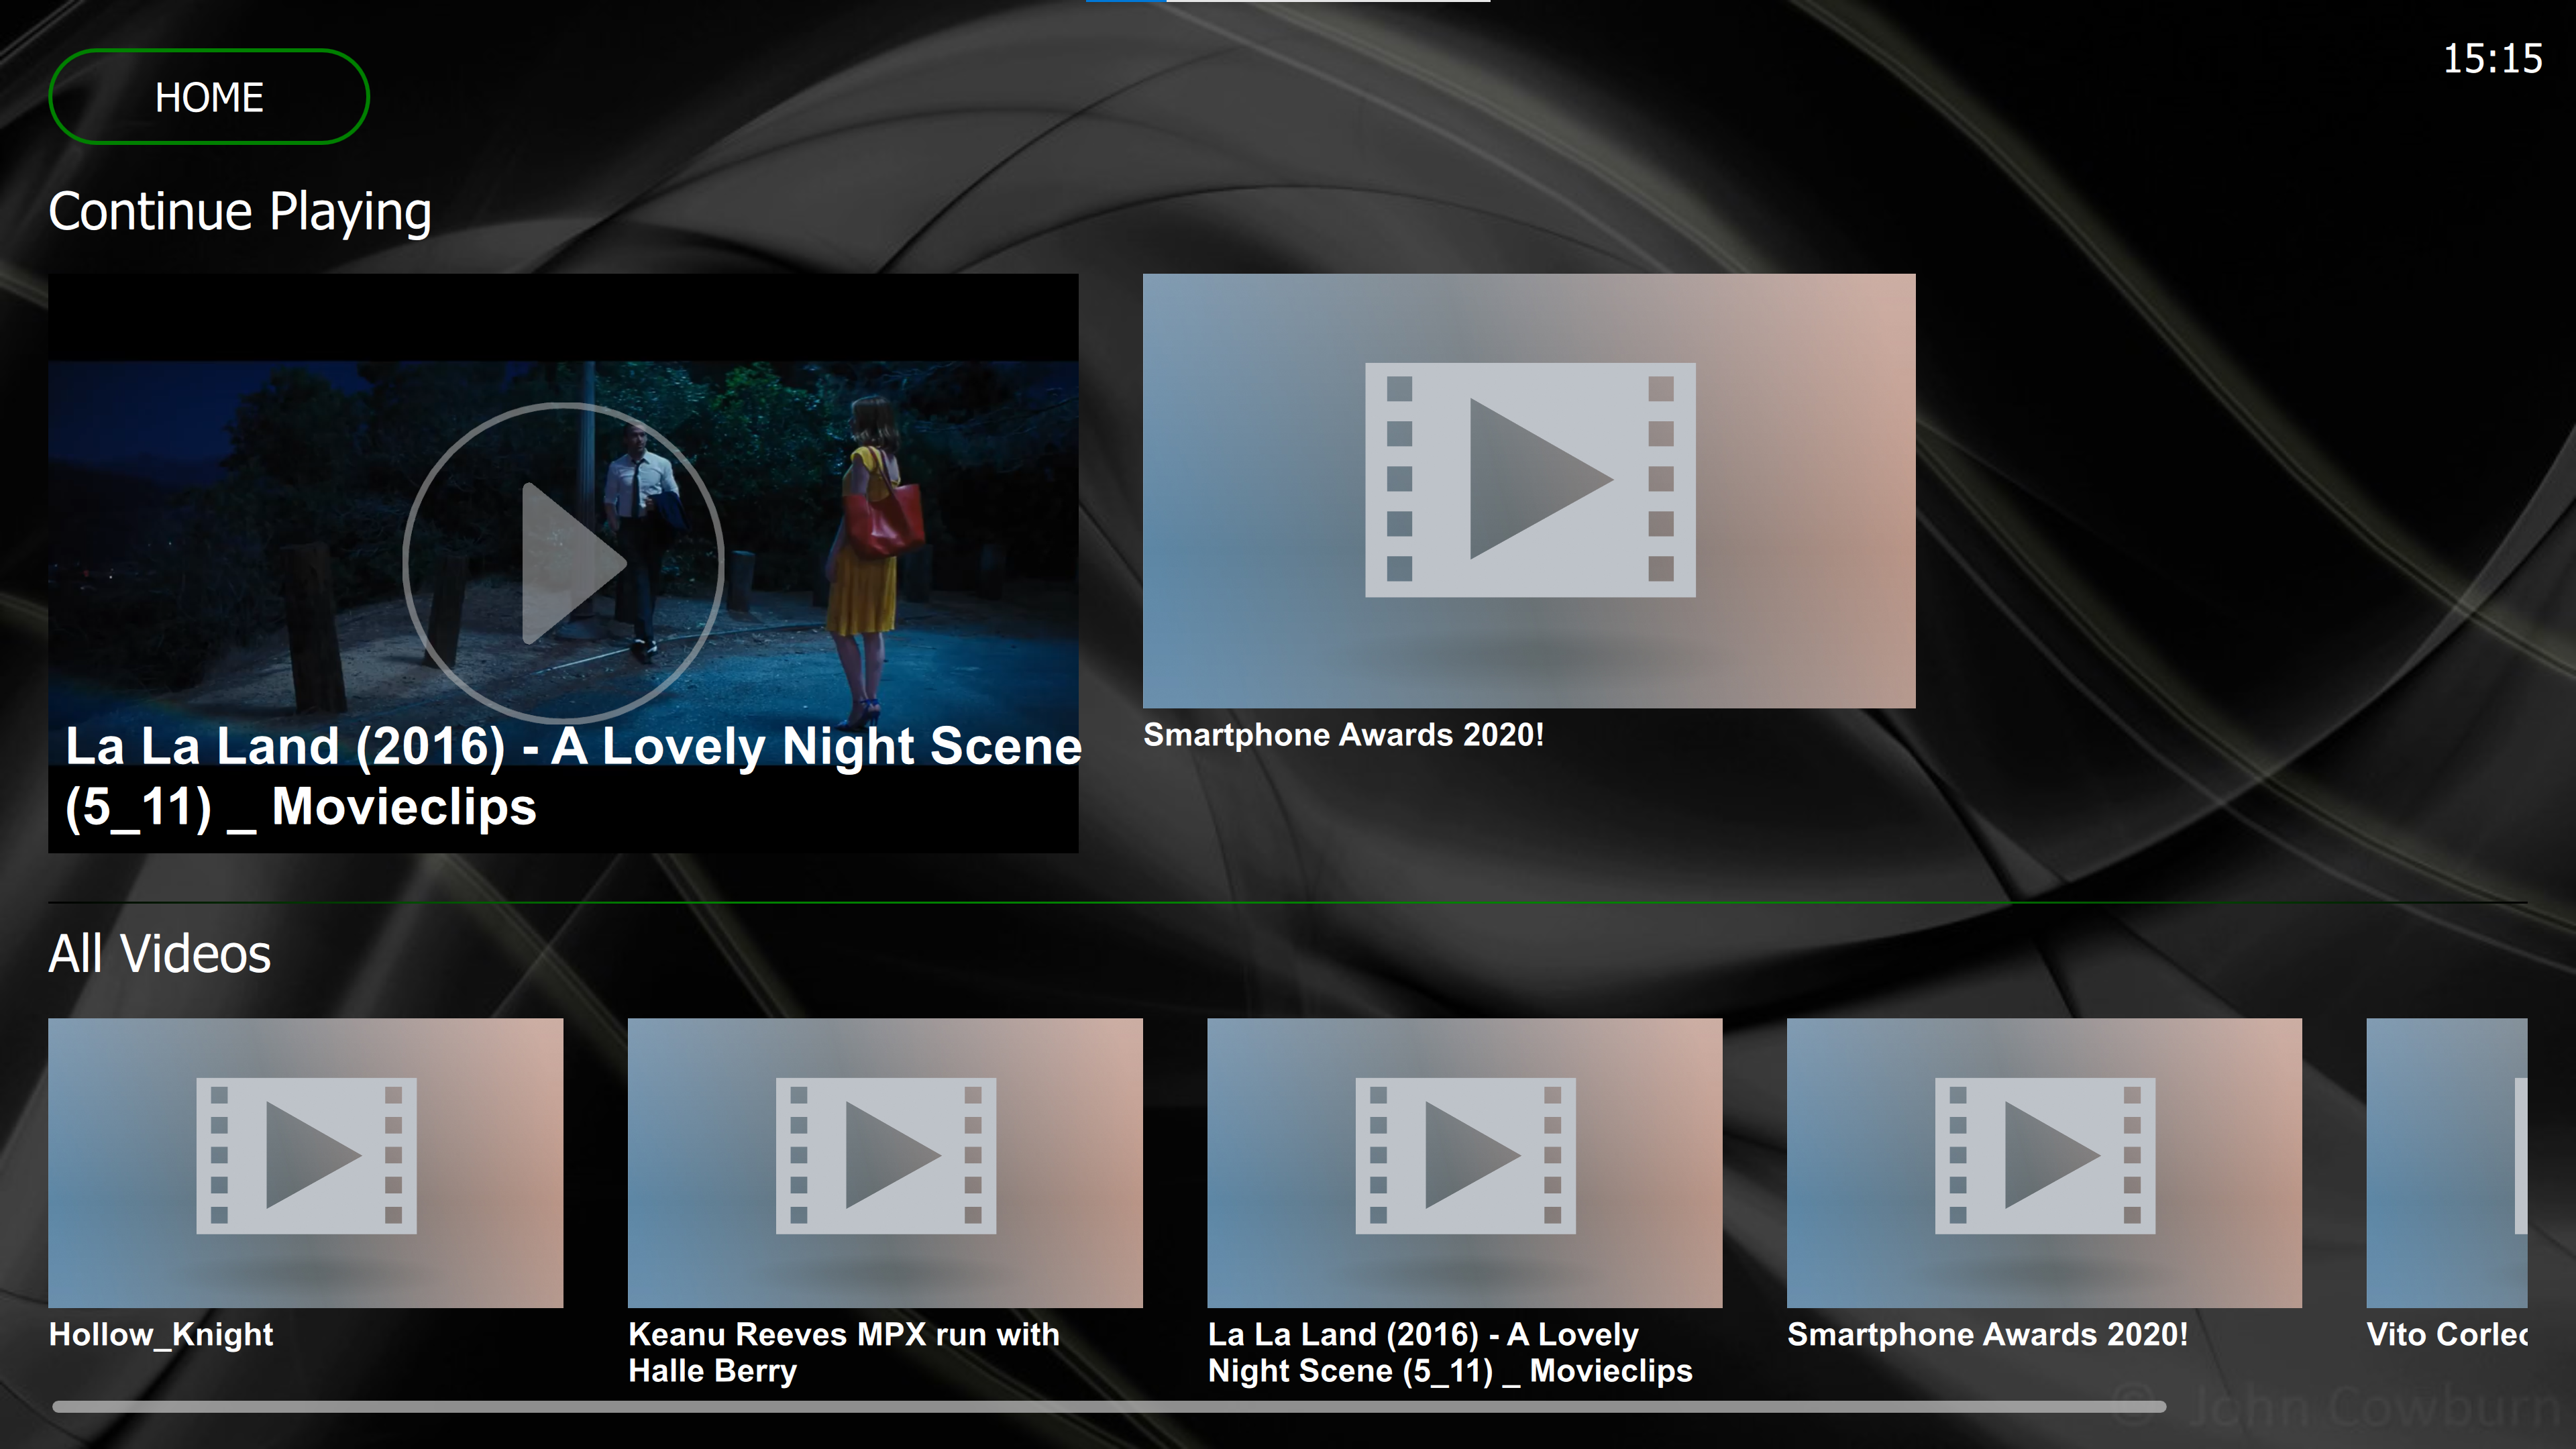 HOME
15:15
Continue Playing
La La Land (2016) - A Lovely Night Scene
(5_11) _ Movieclips
Smartphone Awards 2020!
All Videos
Hollow_Knight
Keanu Reeves MPX run with
Halle Berry
La La Land (2016) - A Lovely
Night Scene (5_11) _ Movieclips
Smartphone Awards 2020!
Vito Corlec
© John Cowburn